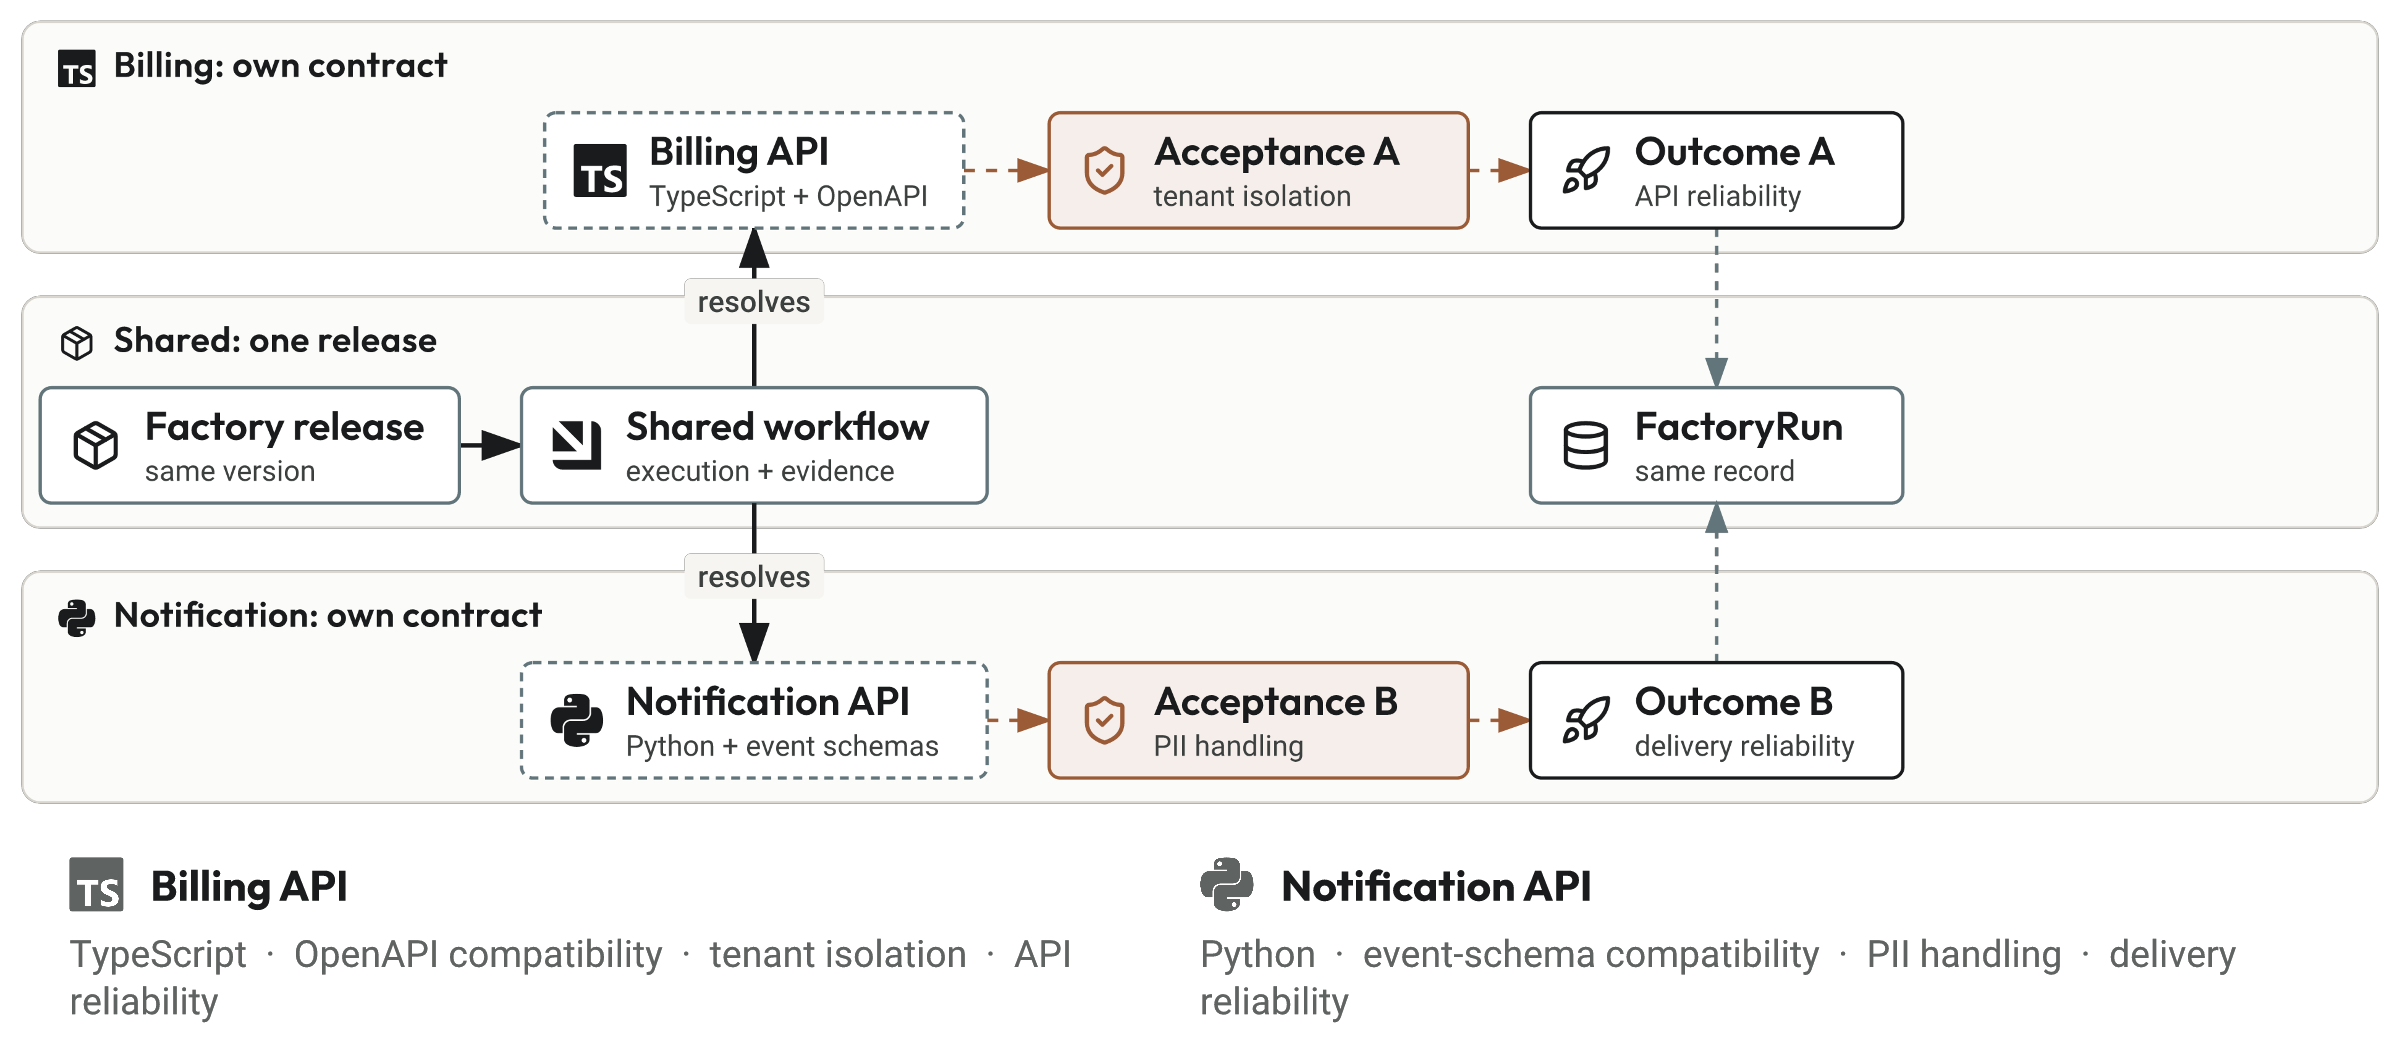 TS Billing: own contract
TS Billing API
TypeScript + OpenAPI
Acceptance A
tenant isolation
Outcome A
API reliability
resolves
Shared: one release
Factory release
same version
Shared workflow
execution + evidence
FactoryRun
same record
resolves
Notification: own contract
Notification API
Python + event schemas
Acceptance B
PII handling
Outcome B
delivery reliability
TS Billing API
TypeScript · OpenAPI compatibility · tenant isolation · API
reliability
Notification API
Python · event-schema compatibility · PII handling · delivery
reliability